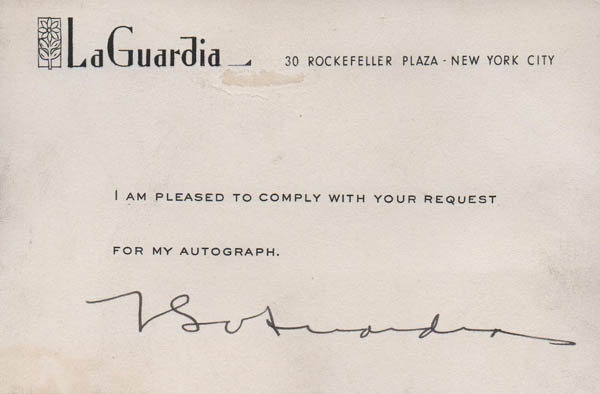 LaGuardia
30 ROCKEFELLER PLAZA - NEW YORK CITY
I AM PLEASED TO COMPLY WITH YOUR REQUEST
FOR MY AUTOGRAPH.